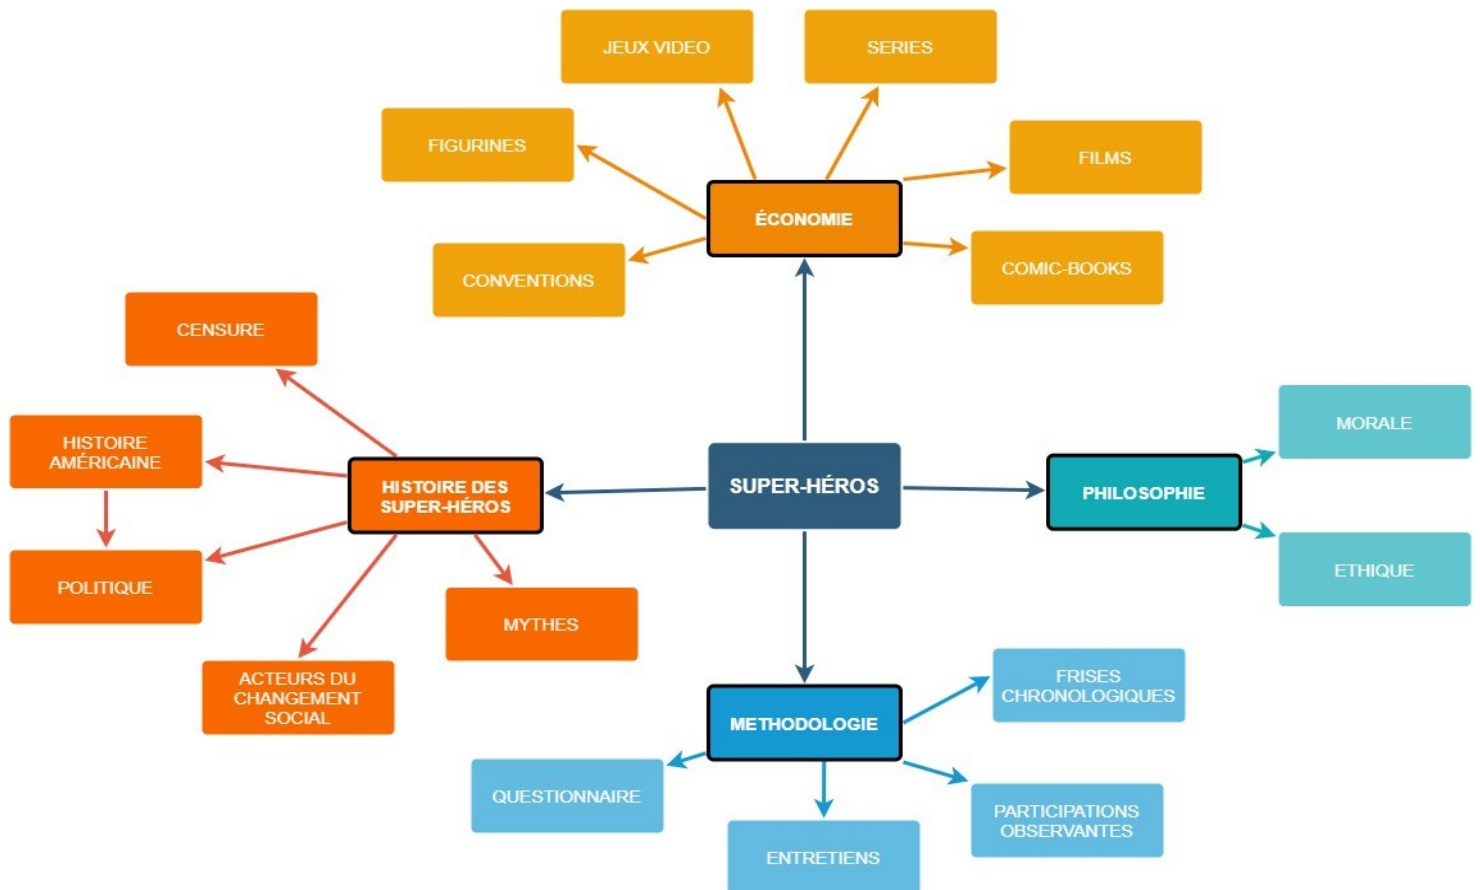 JEUX VIDEO
SERIES
FIGURINES
FILMS
ÉCONOMIE
CONVENTIONS
COMIC-BOOKS
CENSURE
HISTOIRE
AMÉRICAINE
MORALE
HISTOIRE DES
SUPER-HÉROS
SUPER-HÉROS
PHILOSOPHIE
POLITIQUE
ETHIQUE
MYTHES
ACTEURS DU
CHANGEMENT
SOCIAL
FRISES
CHRONOLOGIQUES
METHODOLOGIE
QUESTIONNAIRE
PARTICIPATIONS
OBSERVANTES
ENTRETIENS